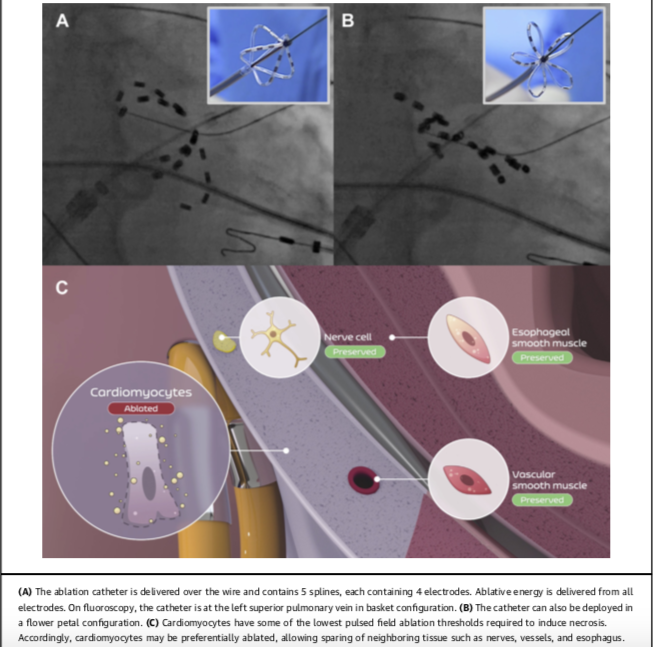 A
B
C
Nerve cell
Preserved
Esophageal
smooth muscle
Preserved
Cardiomyocytes
Ablated
Vascular
smooth muscle
Preserved
(A) The ablation catheter is delivered over the wire and contains 5 splines, each containing 4 electrodes. Ablative energy is delivered from all
electrodes. On fluoroscopy, the catheter is at the left superior pulmonary vein in basket configuration. (B) The catheter can also be deployed in
a flower petal configuration. (C) Cardiomyocytes have some of the lowest pulsed field ablation thresholds required to induce necrosis.
Accordingly, cardiomyocytes may be preferentially ablated, allowing sparing of neighboring tissue such as nerves, vessels, and esophagus.